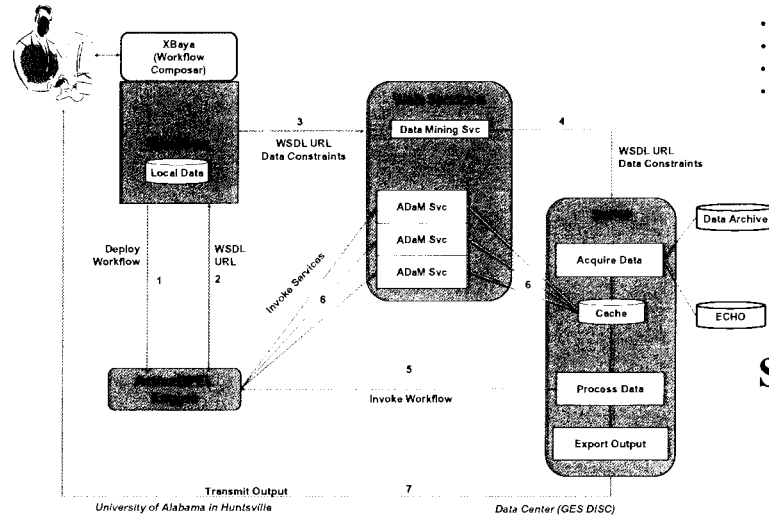 XBaya
(Workflow
Composer)
3
WSDL URL
Data Constraints
Local Data
Web Services
Data Mining Svc
4
WSDL URL
Data Constraints
ADaM Svc
ADaM Svc
ADaM Svc
Deploy
Workflow
1
WSDL
URL
2
Invoke Services
6
6
Acquire Data
Data Archive
Cache
ECHO
5
Invoke Workflow
Process Data
Export Output
S
Engine
Transmit Output
7
University of Alabama in Huntsville
Data Center (GES DISC)